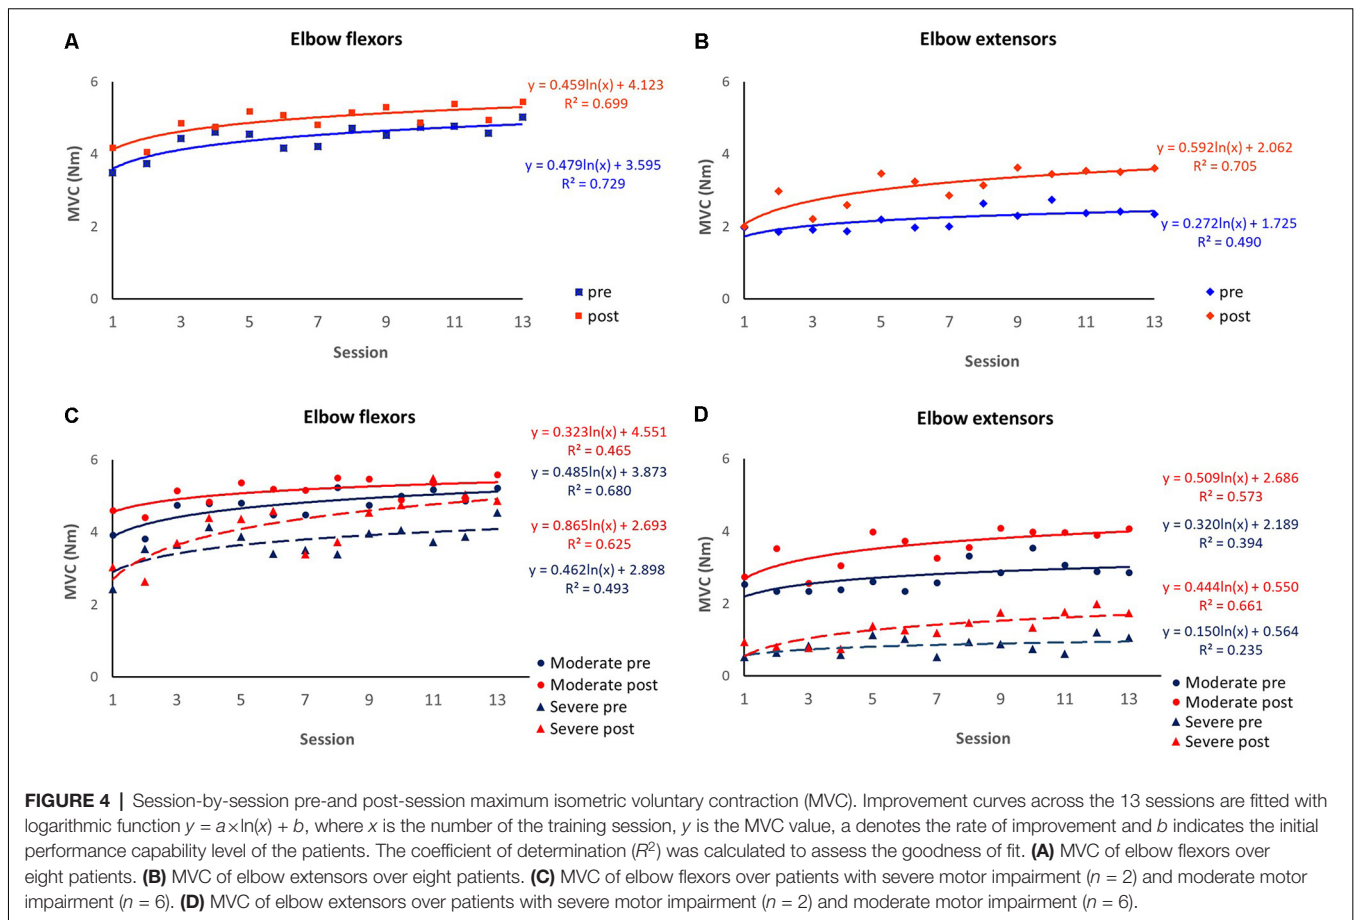 A
Elbow flexors
6
4
2
0
MVC (Nm)
1 3 5 7 9 11 13
Session
y = 0.459ln(x) + 4.123
R² = 0.699
y = 0.479ln(x) + 3.595
R² = 0.729
pre
post
B
Elbow extensors
6
4
2
0
MVC (Nm)
1 3 5 7 9 11 13
Session
y = 0.592ln(x) + 2.062
R² = 0.705
y = 0.272ln(x) + 1.725
R² = 0.490
pre
post
C
Elbow flexors
6
4
2
0
MVC (Nm)
1 3 5 7 9 11 13
Session
y = 0.323ln(x) + 4.551
R² = 0.465
y = 0.485ln(x) + 3.873
R² = 0.680
y = 0.865ln(x) + 2.693
R² = 0.625
y = 0.462ln(x) + 2.898
R² = 0.493
Moderate pre
Moderate post
Severe pre
Severe post
D
Elbow extensors
6
4
2
0
MVC (Nm)
1 3 5 7 9 11 13
Session
y = 0.509ln(x) + 2.686
R² = 0.573
y = 0.320ln(x) + 2.189
R² = 0.394
y = 0.444ln(x) + 0.550
R² = 0.661
y = 0.150ln(x) + 0.564
R² = 0.235
Moderate pre
Moderate post
Severe pre
Severe post
FIGURE 4 | Session-by-session pre-and post-session maximum isometric voluntary contraction (MVC). Improvement curves across the 13 sessions are fitted with
logarithmic function y = a×ln(x) + b, where x is the number of the training session, y is the MVC value, a denotes the rate of improvement and b indicates the initial
performance capability level of the patients. The coefficient of determination (R²) was calculated to assess the goodness of fit. (A) MVC of elbow flexors over
eight patients. (B) MVC of elbow extensors over eight patients. (C) MVC of elbow flexors over patients with severe motor impairment (n = 2) and moderate motor
impairment (n = 6). (D) MVC of elbow extensors over patients with severe motor impairment (n = 2) and moderate motor impairment (n = 6).